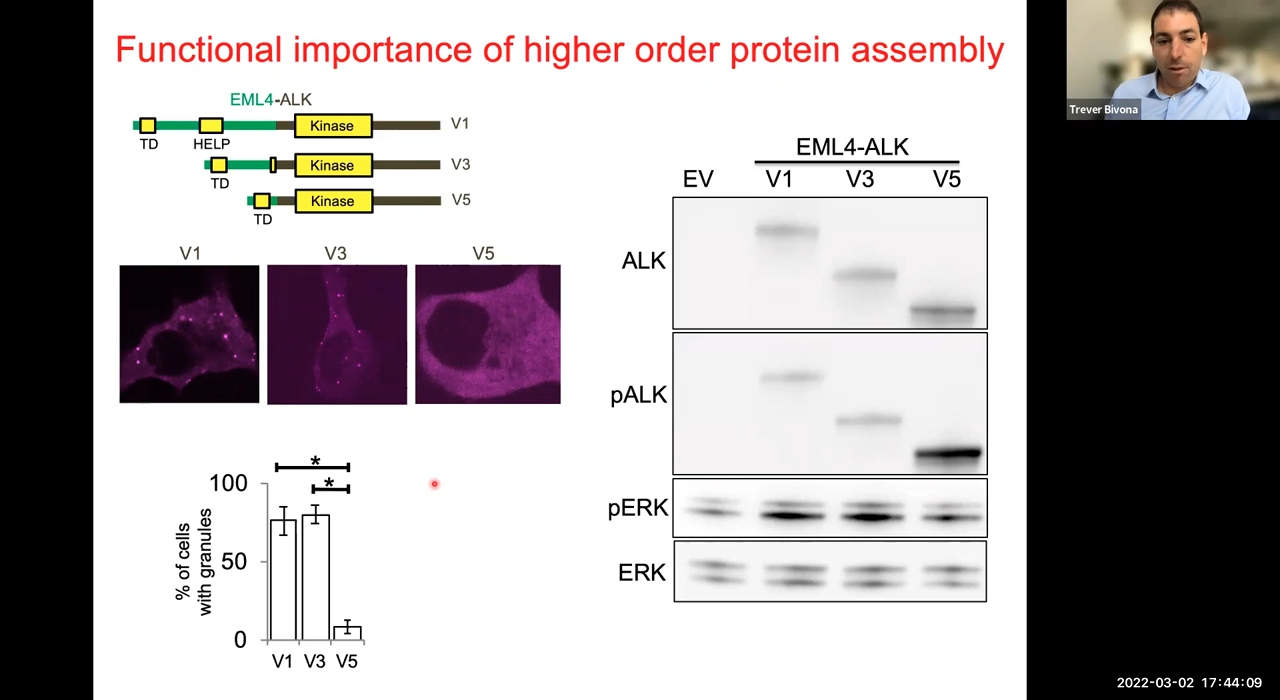 Functional importance of higher order protein assembly
Trever Bivona
EML4-ALK
Kinase V1
TD HELP
Kinase V3
TD
Kinase V5
TD
V1 V3 V5
* 
*
100
50
0
% of cells
with granules
V1 V3 V5
EML4-ALK
EV V1 V3 V5
ALK
pALK
pERK
ERK
2022-03-02 17:44:09